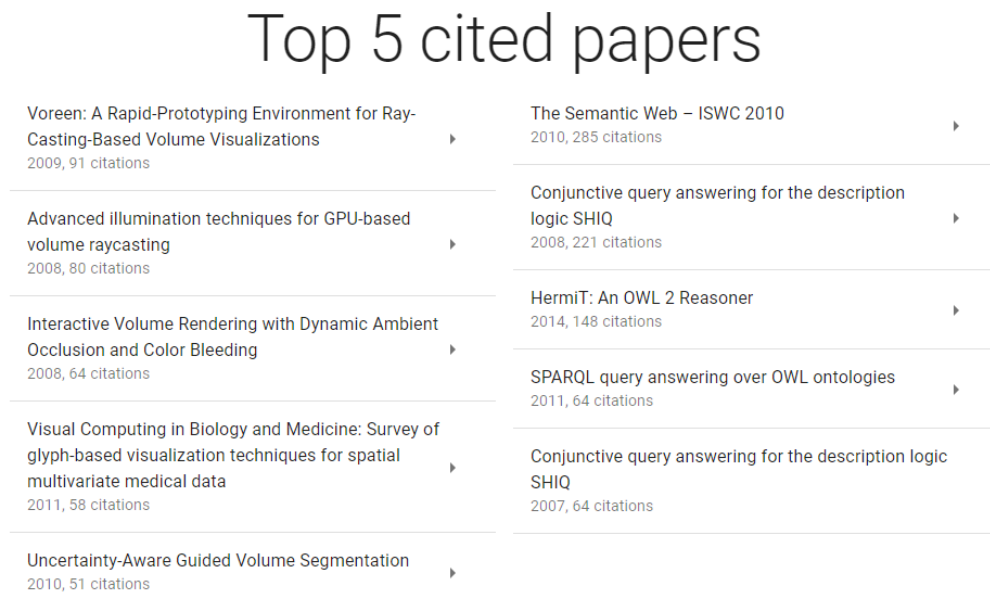 Top 5 cited papers
Voreen: A Rapid-Prototyping Environment for Ray-
Casting-Based Volume Visualizations
2009, 91 citations
Advanced illumination techniques for GPU-based
volume raycasting
2008, 80 citations
Interactive Volume Rendering with Dynamic Ambient
Occlusion and Color Bleeding
2008, 64 citations
Visual Computing in Biology and Medicine: Survey of
glyph-based visualization techniques for spatial
multivariate medical data
2011, 58 citations
Uncertainty-Aware Guided Volume Segmentation
2010, 51 citations
The Semantic Web – ISWC 2010
2010, 285 citations
Conjunctive query answering for the description
logic SHIQ
2008, 221 citations
HermiT: An OWL 2 Reasoner
2014, 148 citations
SPARQL query answering over OWL ontologies
2011, 64 citations
Conjunctive query answering for the description logic
SHIQ
2007, 64 citations